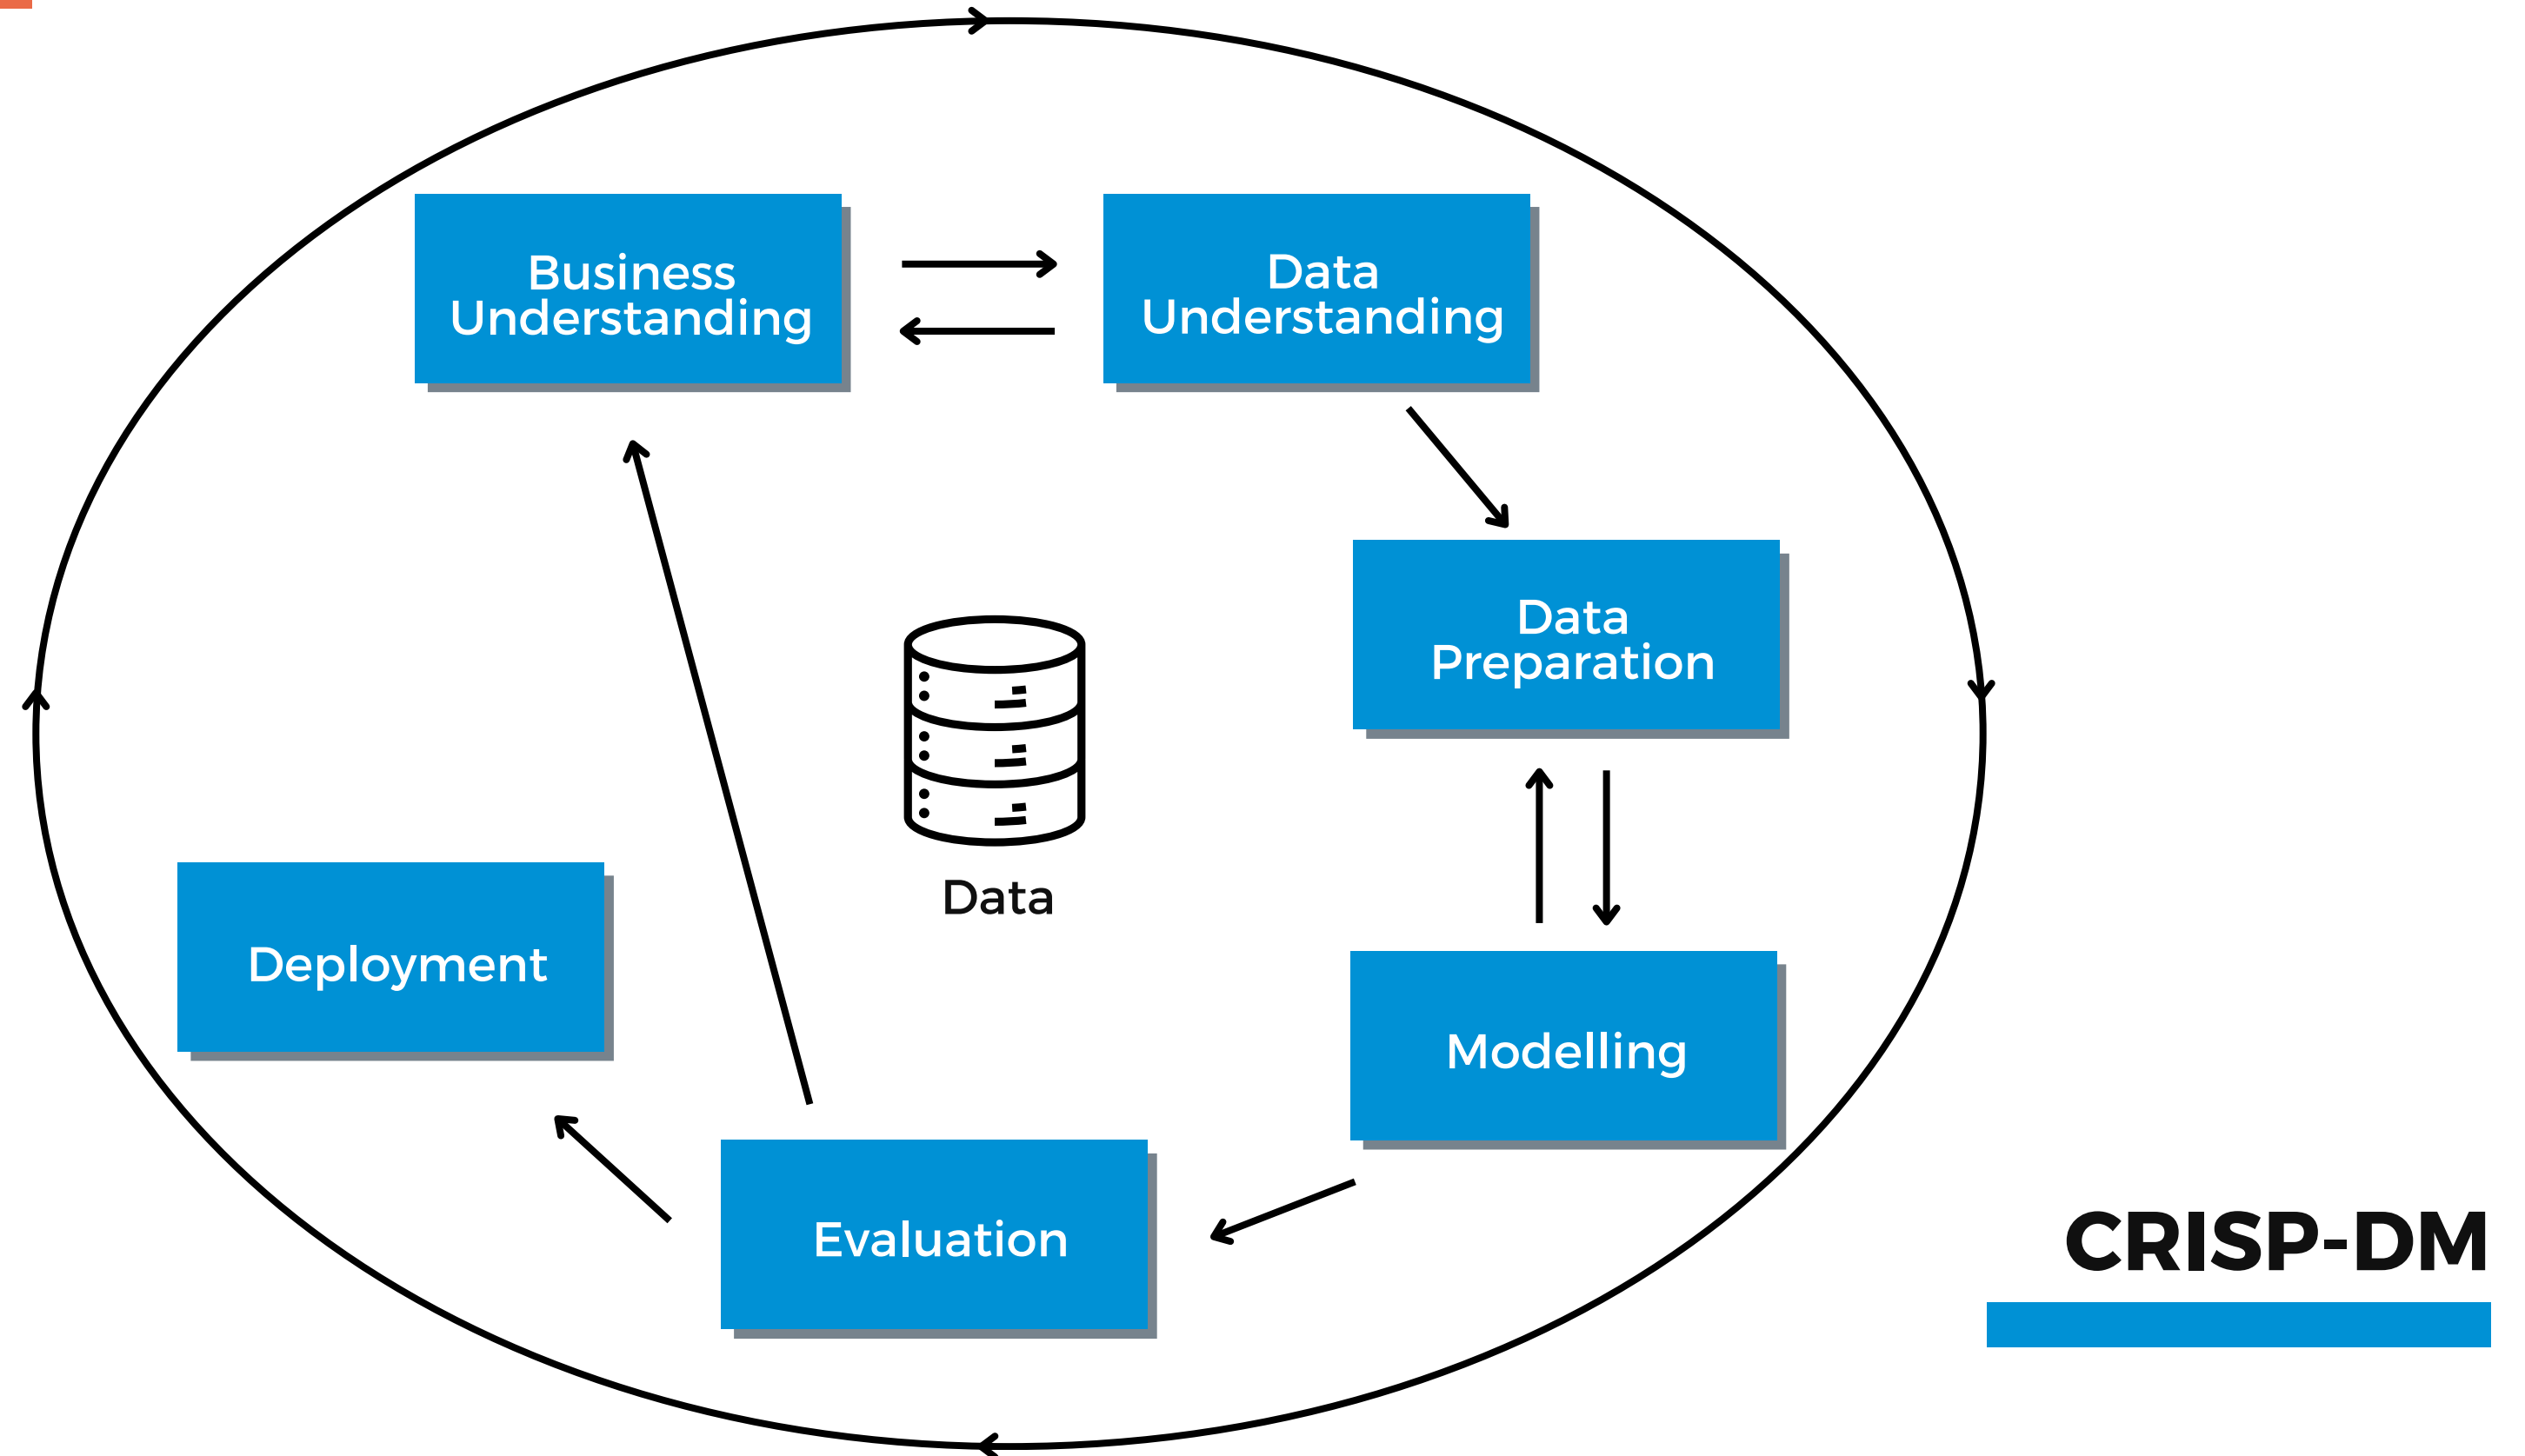 Business
Understanding
Data
Understanding
Data
Preparation
Data
Deployment
Modelling
Evaluation
CRISP-DM